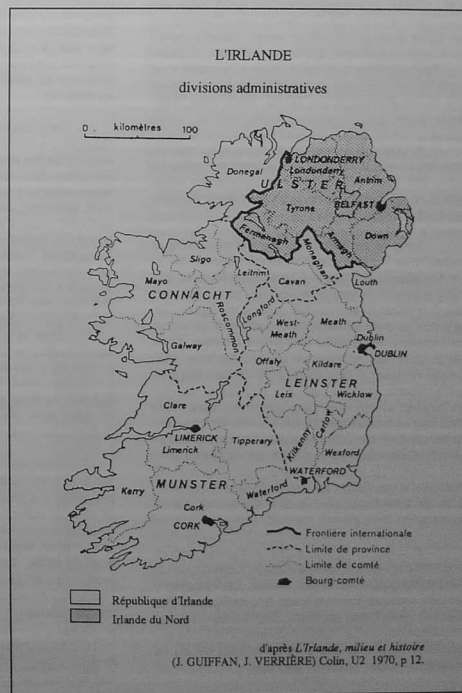 L'IRLANDE
divisions administratives
0 kilomètres 100
Donegal
LONDONDERRY
Londonderry
Antrim
ULSTER
Tyrone
BELFAST
Fermanagh
Armagh
Down
Monaghan
Sligo
Leitrim
Cavan
Louth
Mayo
CONNACHT
Roscommon
Longford
Meath
West-
Meath
Dublin
DUBLIN
Galway
Offaly
Kildare
LEINSTER
Leix
Wicklow
Clare
LIMERICK
Limerick
Tipperary
Kilkenny
Carlow
Wexford
WATERFORD
Waterford
Kerry
MUNSTER
Cork
CORK
Frontière internationale
Limite de province
Limite de comté
Bourg-comté
République d'Irlande
Irlande du Nord
d'après L'Irlande, milieu et histoire
(J. GUIFFAN, J. VERRIÈRE) Colin, U2 1970, p 12.